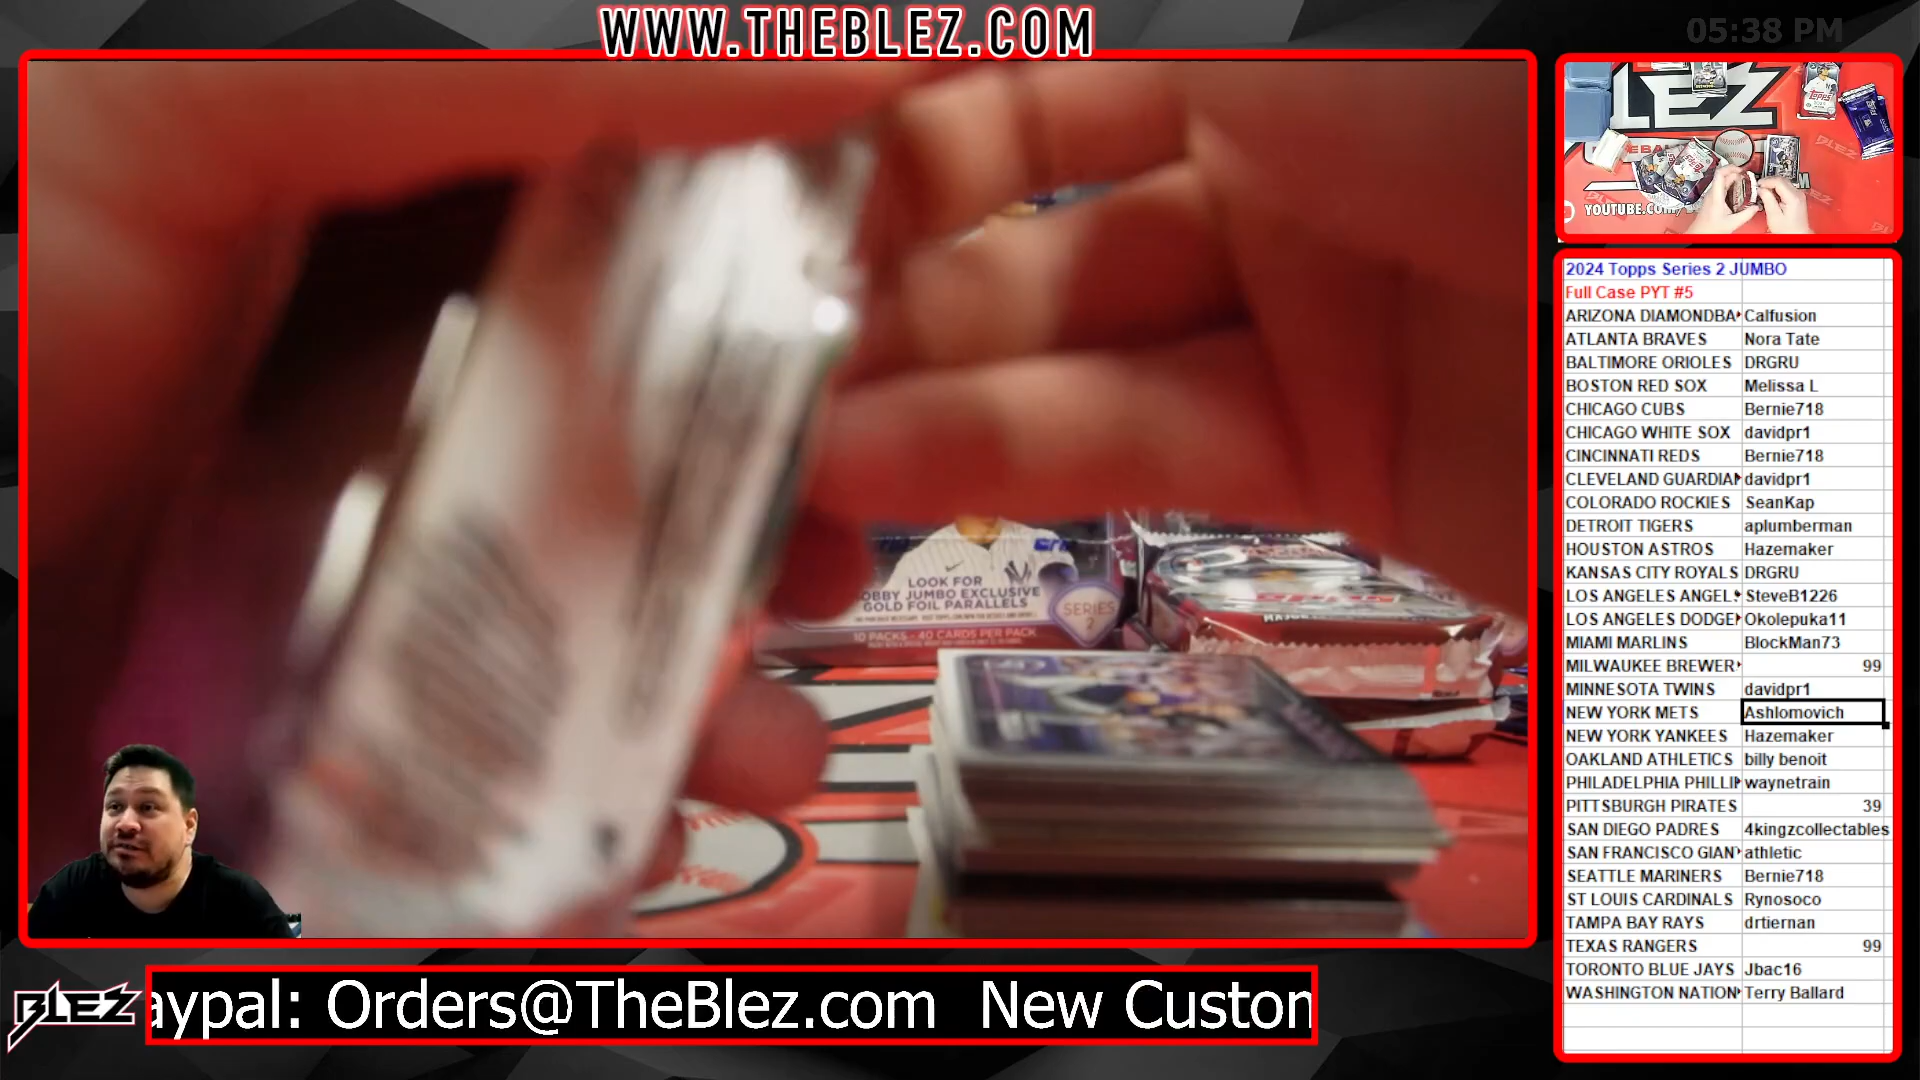 WWW.THEBLEZ.COM
05:38 PM
LEZ
YOUTUBE.COM
2024 Topps Series 2 JUMBO
Full Case PYT #5
ARIZONA DIAMONDBA Calfusion
ATLANTA BRAVES Nora Tate
BALTIMORE ORIOLES DRGRU
BOSTON RED SOX Melissa L
CHICAGO CUBS Bernie718
CHICAGO WHITE SOX davidpr1
CINCINNATI REDS Bernie718
CLEVELAND GUARDIAN davidpr1
COLORADO ROCKIES SeanKap
DETROIT TIGERS aplumberman
HOUSTON ASTROS Hazemaker
KANSAS CITY ROYALS DRGRU
LOS ANGELES ANGEL SteveB1226
LOS ANGELES DODGE Okolepuka11
MIAMI MARLINS BlockMan73
MILWAUKEE BREWER 99
MINNESOTA TWINS davidpr1
NEW YORK METS Ashlomovich
NEW YORK YANKEES Hazemaker
OAKLAND ATHLETICS billy benoit
PHILADELPHIA PHILLI waynetrain
PITTSBURGH PIRATES 39
SAN DIEGO PADRES 4kingzcollectables
SAN FRANCISCO GIAN athletic
SEATTLE MARINERS Bernie718
ST LOUIS CARDINALS Rynosoco
TAMPA BAY RAYS drtiernan
TEXAS RANGERS 99
TORONTO BLUE JAYS Jbac16
WASHINGTON NATION Terry Ballard
LOOK FOR
OBBY JUMBO EXCLUSIVE
GOLD FOIL PARALLELS
10 PACKS - 40 CARDS PER PACK
SERIES
2
BLEZ
aypal: Orders@TheBlez.com New Custom